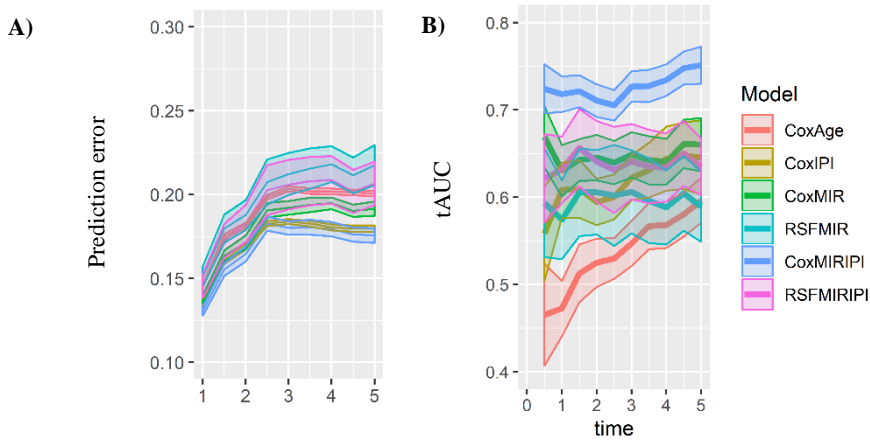 A)
Prediction error
0.30
0.25
0.20
0.15
0.10
1 2 3 4 5
B)
tAUC
0.8
0.7
0.6
0.5
0.4
0 1 2 3 4 5
time
Model
CoxAge
CoxIPI
CoxMIR
RSFMIR
CoxMIRIPI
RSFMIRIPI